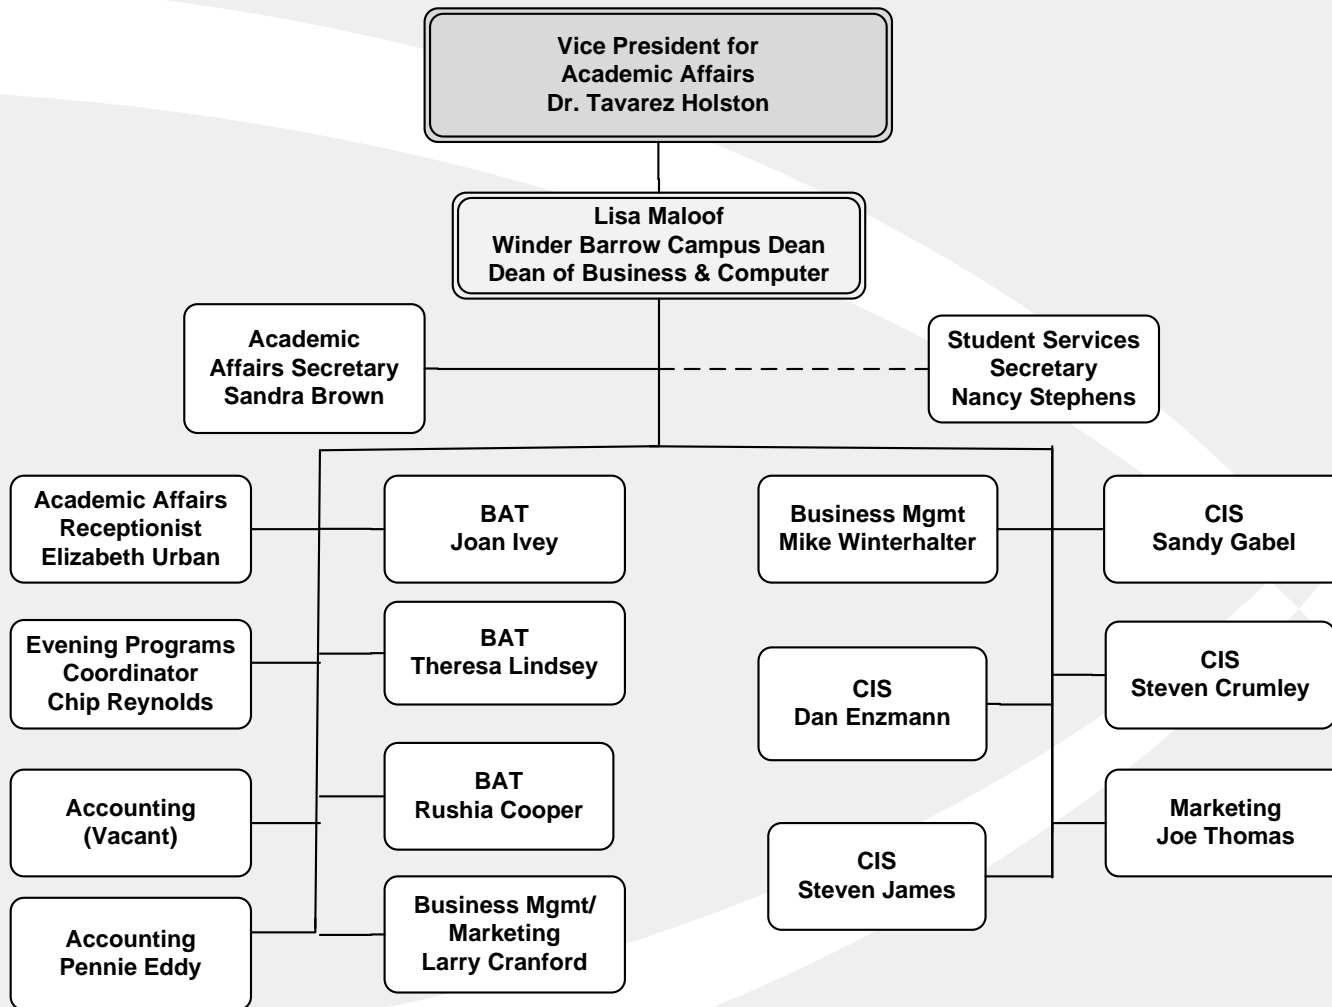 Vice President for
Academic Affairs
Dr. Tavarez Holston
Lisa Maloof
Winder Barrow Campus Dean
Dean of Business & Computer
Academic
Affairs Secretary
Sandra Brown
Student Services
Secretary
Nancy Stephens
Academic Affairs
Receptionist
Elizabeth Urban
BAT
Joan Ivey
Business Mgmt
Mike Winterhalter
CIS
Sandy Gabel
Evening Programs
Coordinator
Chip Reynolds
BAT
Theresa Lindsey
CIS
Dan Enzmann
CIS
Steven Crumley
Accounting
(Vacant)
BAT
Rushia Cooper
CIS
Steven James
Marketing
Joe Thomas
Accounting
Pennie Eddy
Business Mgmt/
Marketing
Larry Cranford